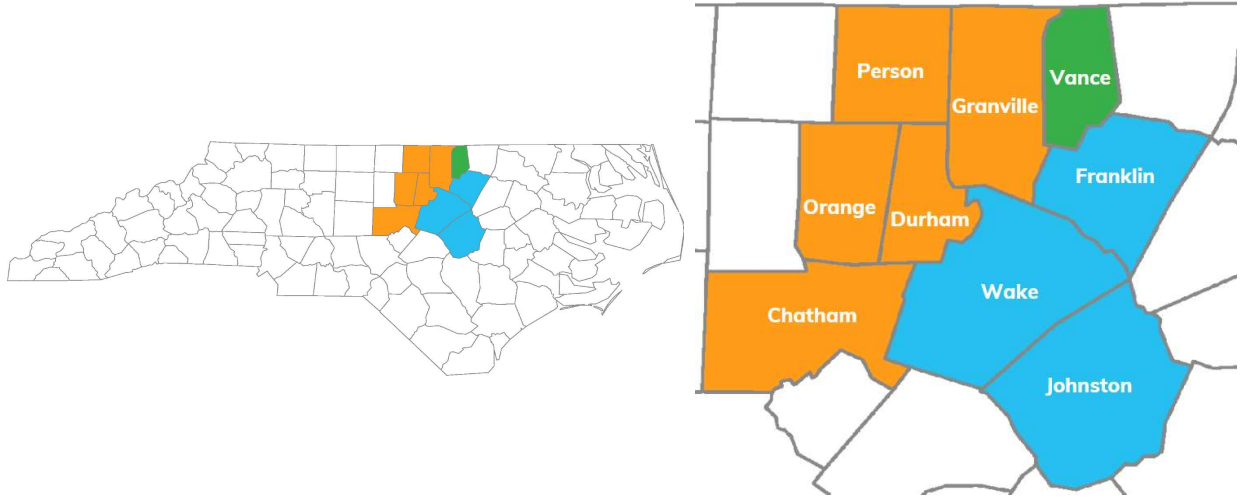 Person
Vance
Granville
Franklin
Orange
Durham
Wake
Chatham
Johnston